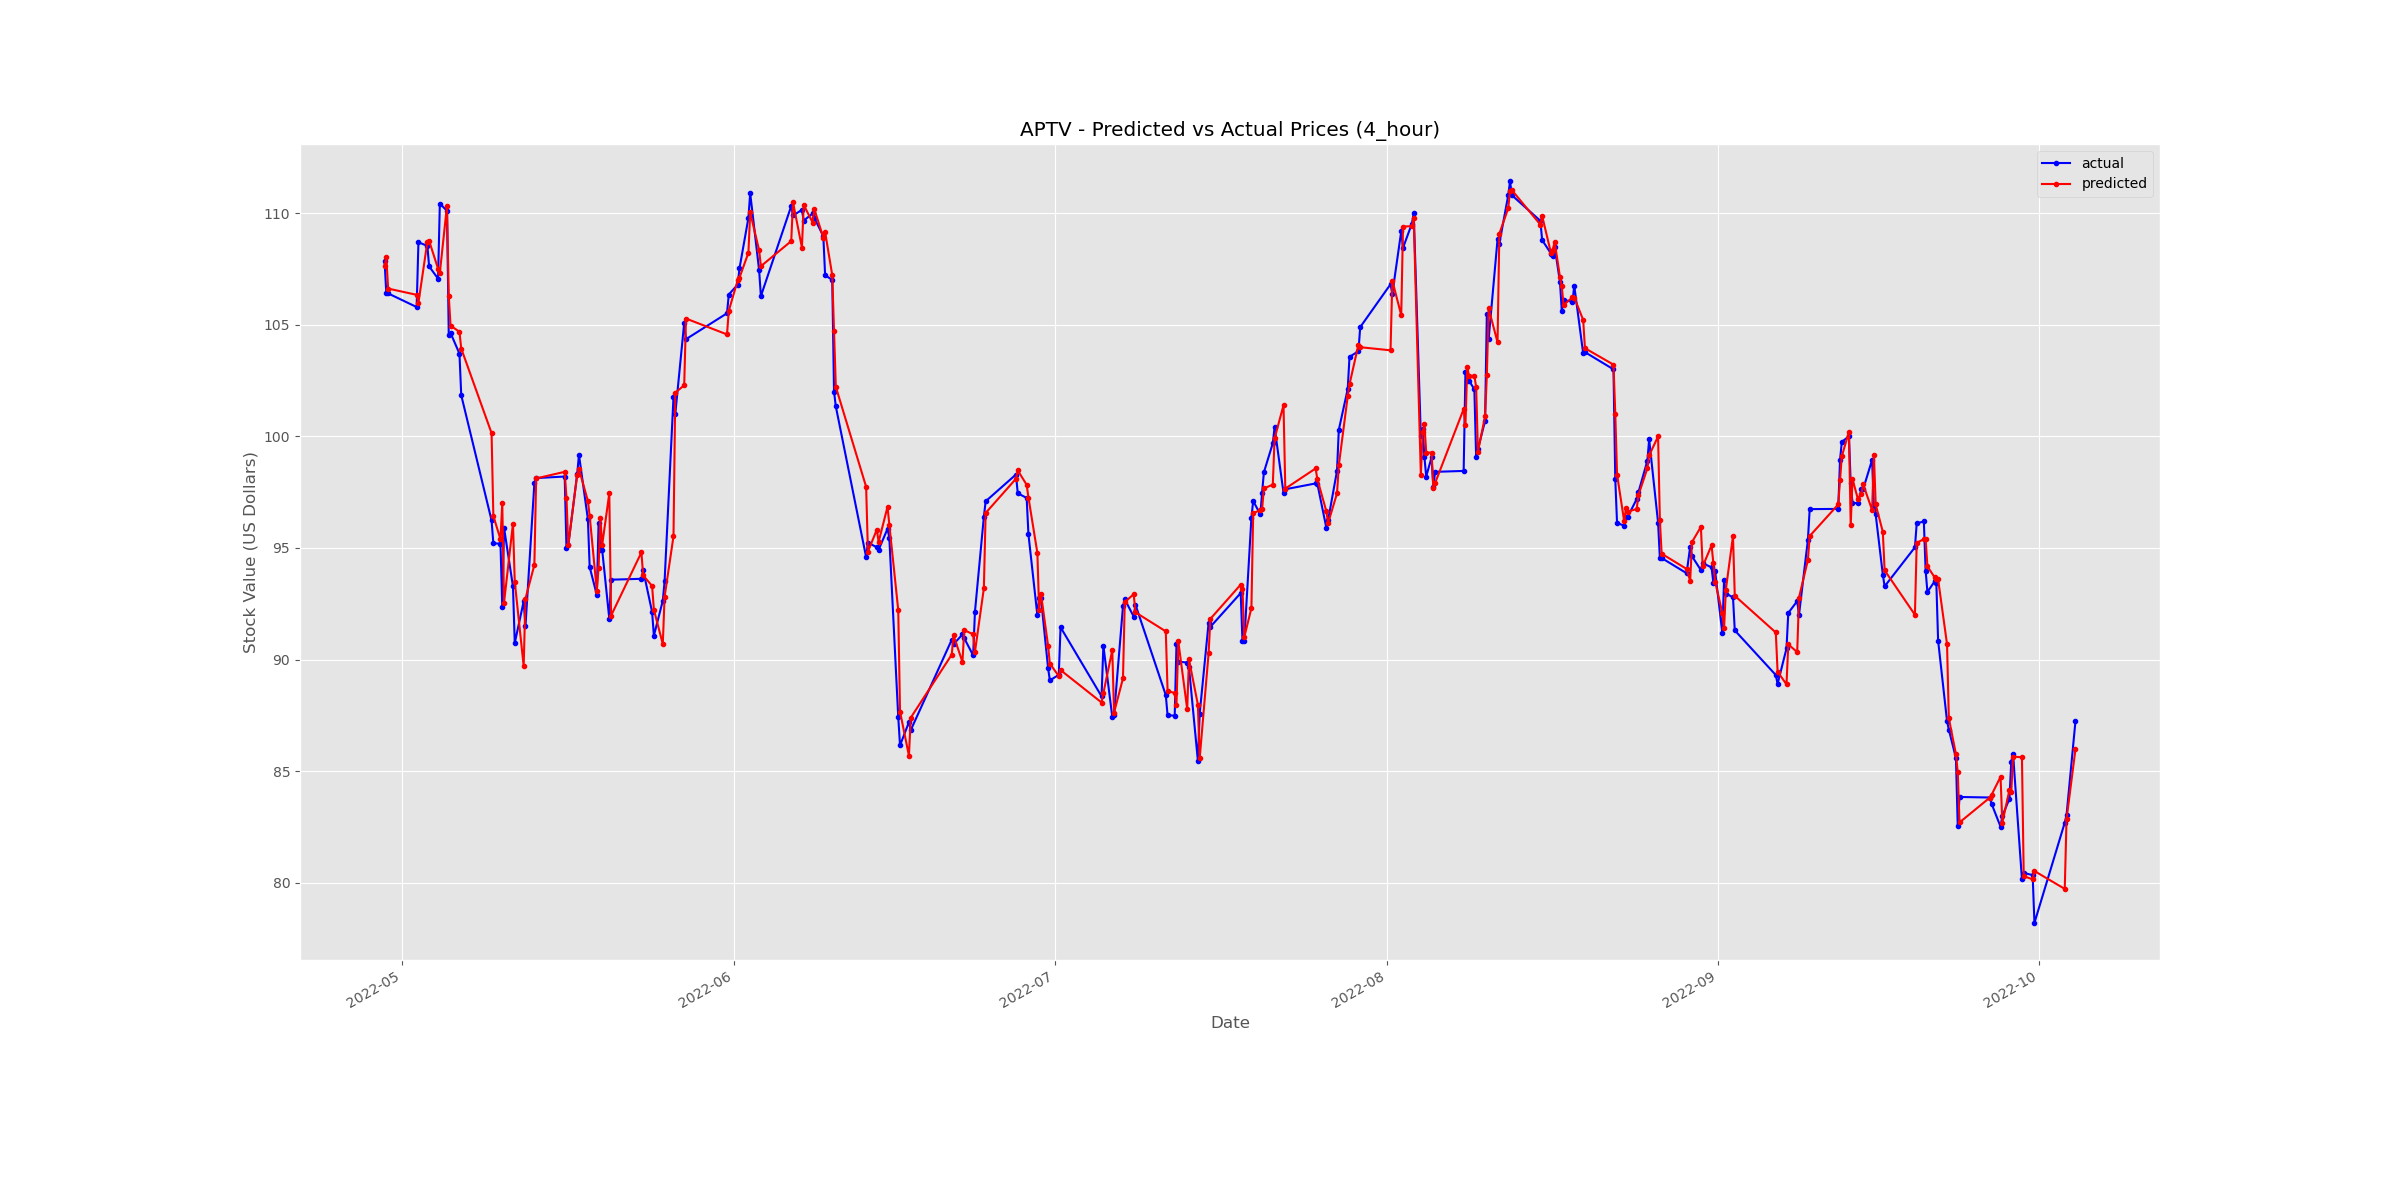 APTV - Predicted vs Actual Prices (4_hour)
actual
predicted
110
105
100
95
90
85
80
Stock Value (US Dollars)
2022-05
2022-06
2022-07
2022-08
2022-09
2022-10
Date